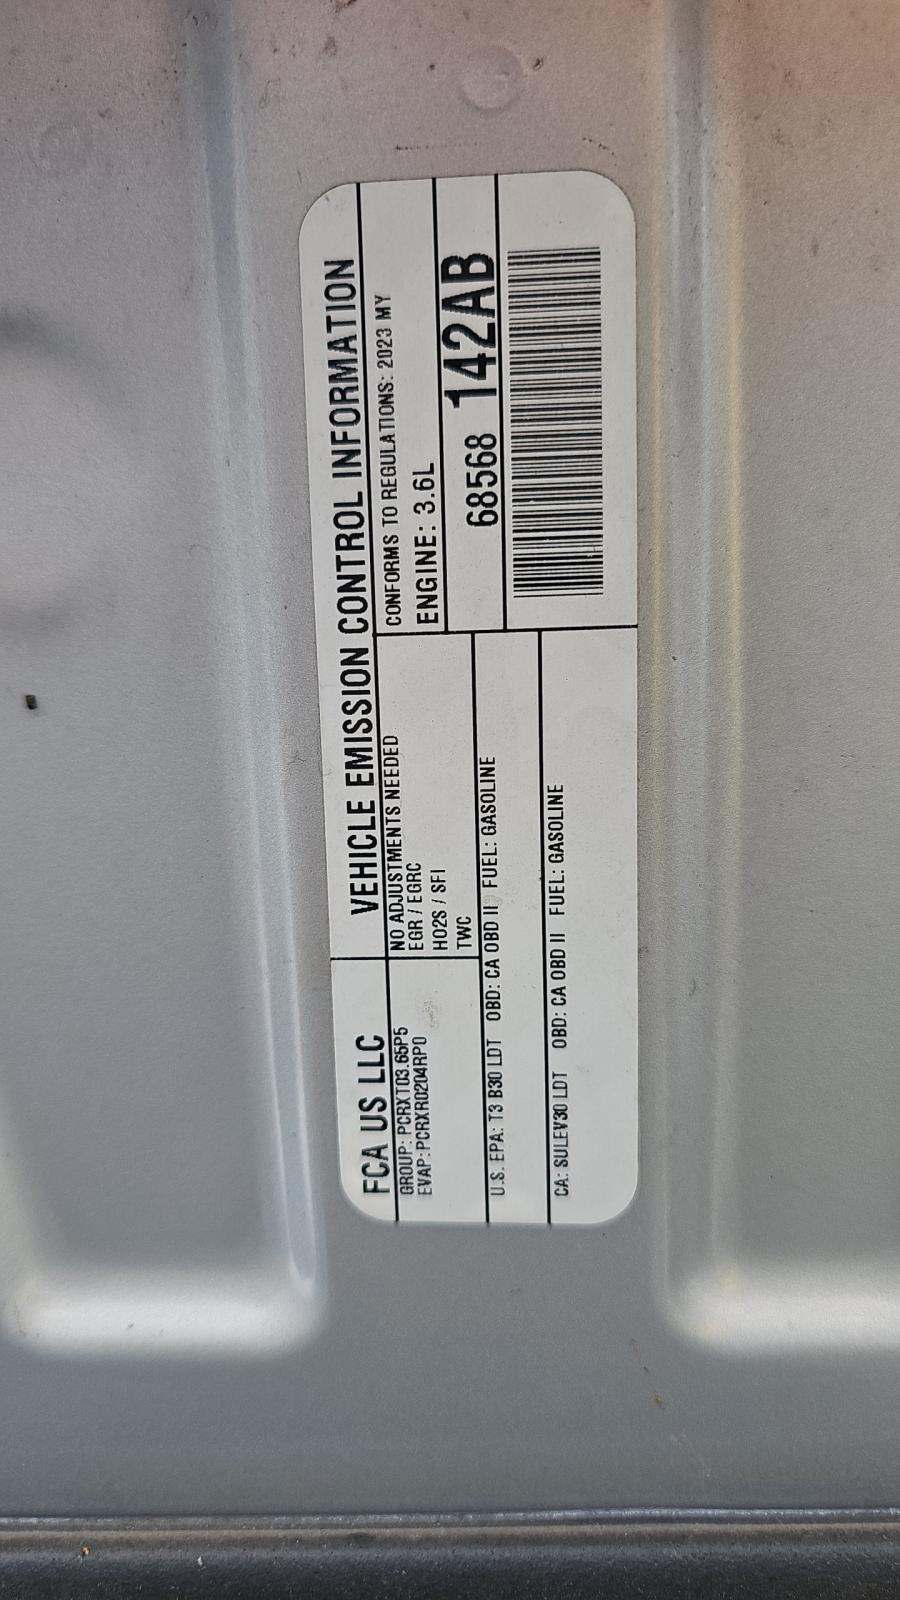 VEHICLE EMISSION CONTROL INFORMATION
FCA US LLC
GROUP: PCRXT03.65P5
EVAP: PCRXR0204RP0
NO ADJUSTMENTS NEEDED
EGR / EGRC
HO2S / SFI
TWC
CONFORMS TO REGULATIONS: 2023 MY
ENGINE: 3.6L
68568 142AB
U.S. EPA: T3 B30 LDT OBD: CA OBD II FUEL: GASOLINE
CA: SULEV30 LDT OBD: CA OBD II FUEL: GASOLINE